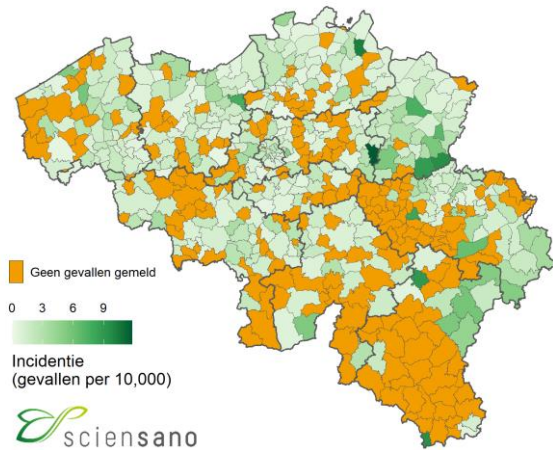 Geen gevallen gemeld
0 3 6 9
Incidentie
(gevallen per 10,000)
sciensano